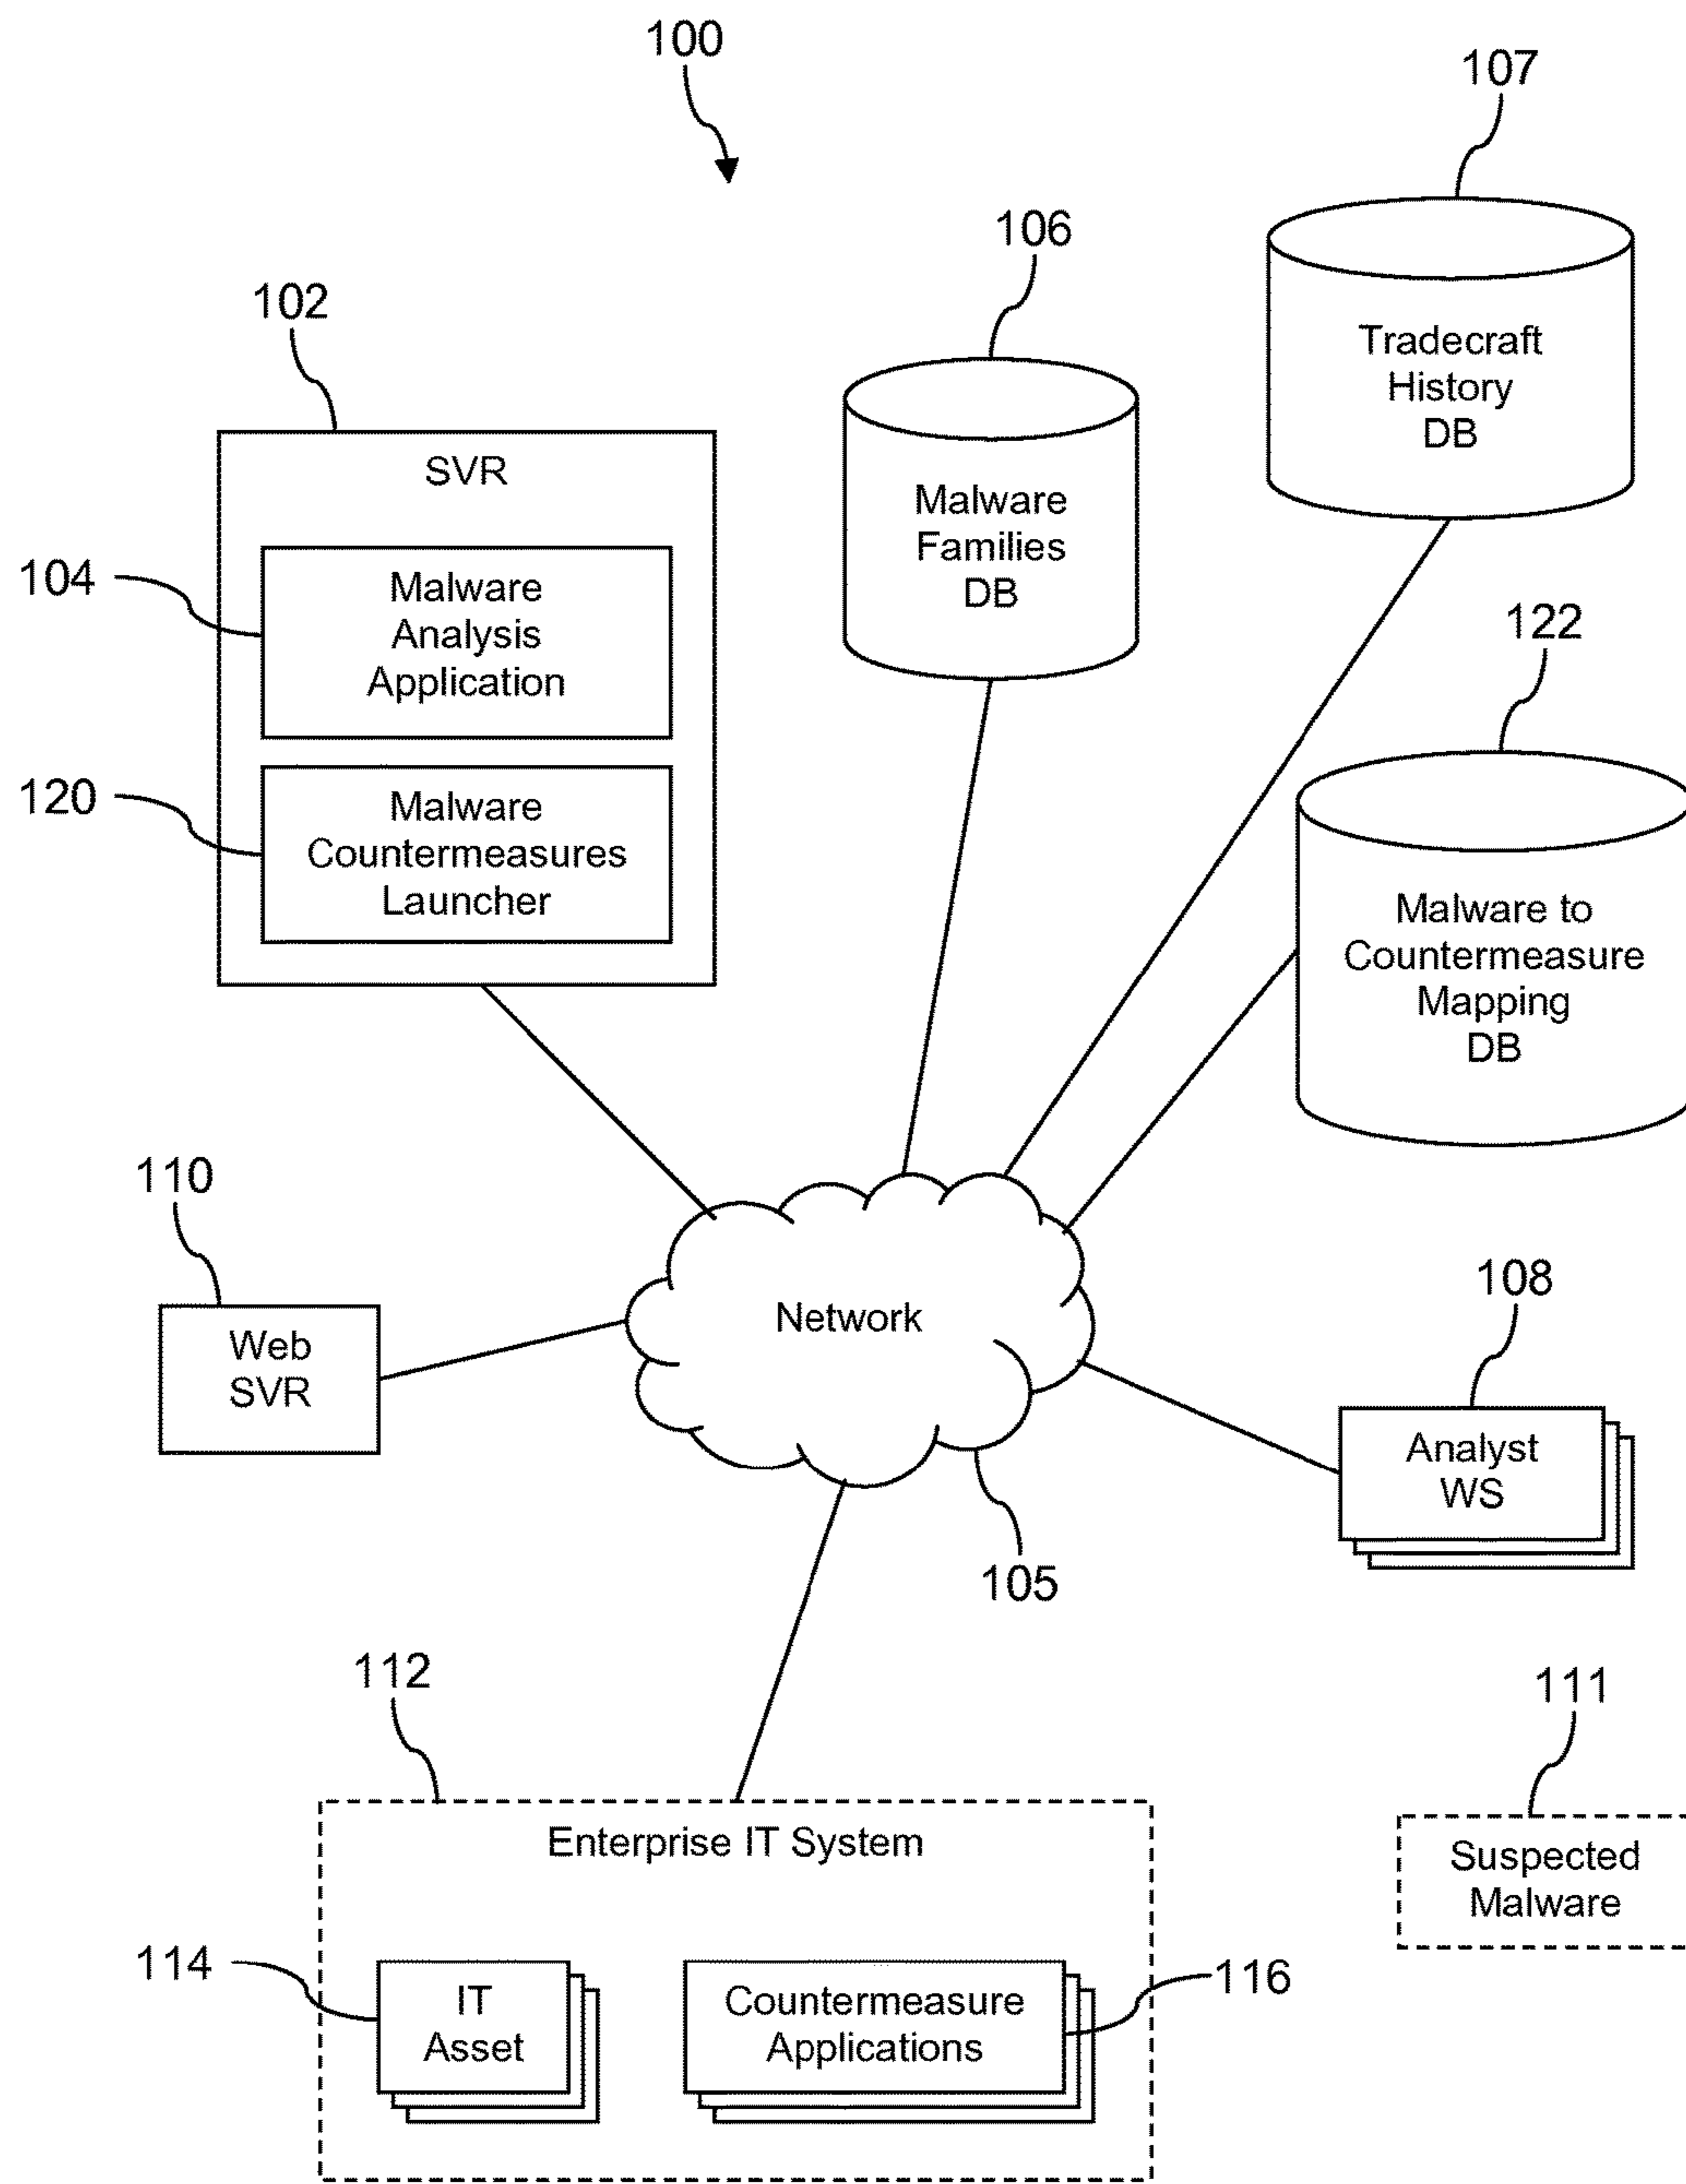 100
107
106
102
Tradecraft
History
DB
SVR
Malware
Families
DB
104
Malware
Analysis
Application
122
120
Malware
Countermeasures
Launcher
Malware to
Countermeasure
Mapping
DB
110
108
Network
Web
SVR
Analyst
WS
105
112
111
Enterprise IT System
Suspected
Malware
114
IT
Asset
Countermeasure
Applications
116